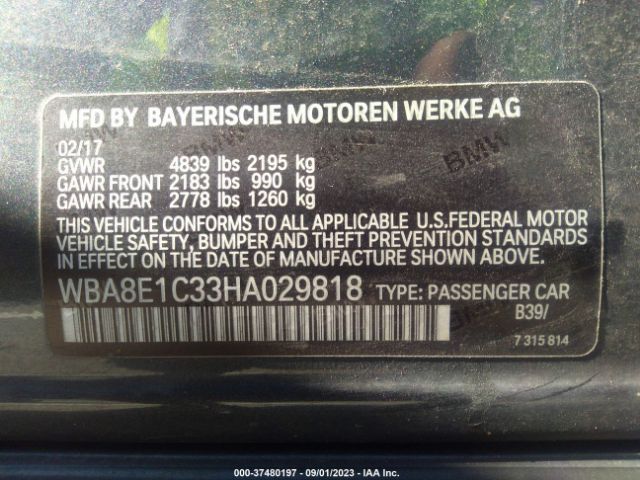 MFD BY BAYERISCHE MOTOREN WERKE AG
02/17
GVWR 4839 lbs 2195 kg
GAWR FRONT 2183 lbs 990 kg
GAWR REAR 2778 lbs 1260 kg
THIS VEHICLE CONFORMS TO ALL APPLICABLE U.S.FEDERAL MOTOR
VEHICLE SAFETY, BUMPER AND THEFT PREVENTION STANDARDS
IN EFFECT ON THE DATE OF MANUFACTURE SHOWN ABOVE.
WBA8E1C33HA029818 TYPE: PASSENGER CAR
B39/
7 315 814
000-37480197 - 09/01/2023 - IAA Inc.